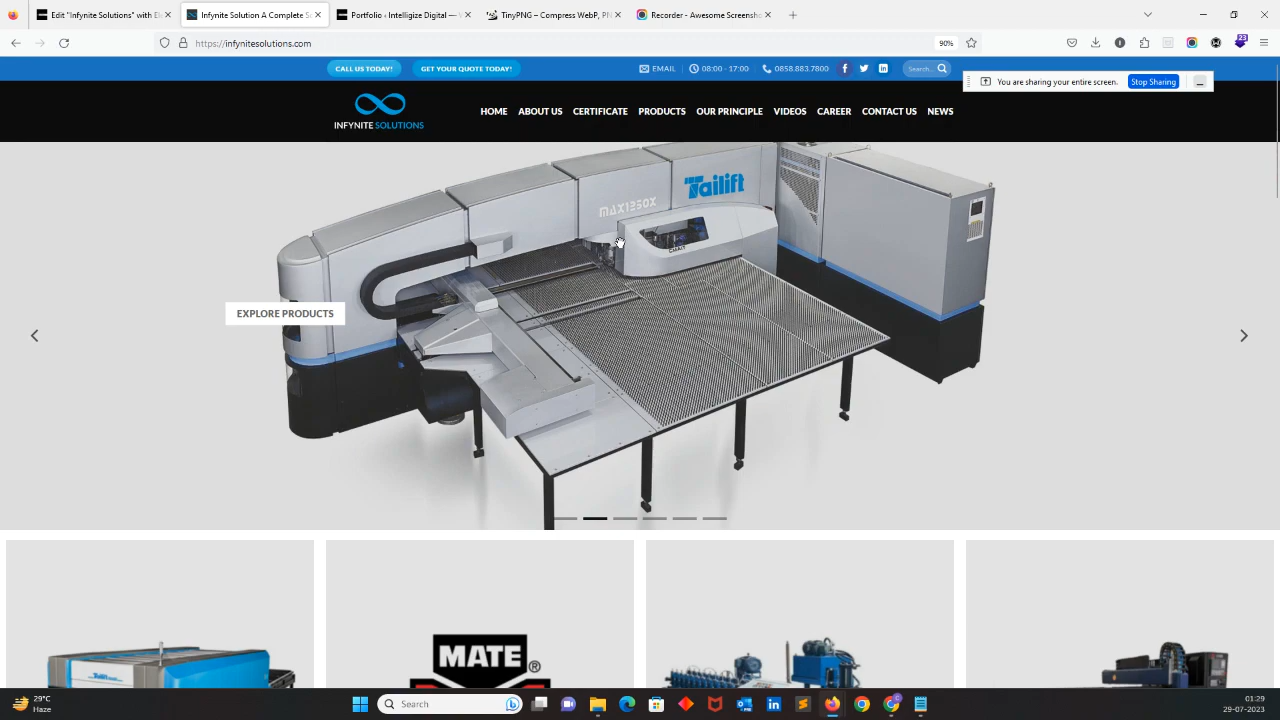 Edit "Infynite Solutions" with El
Infynite Solution A Complete S
Portfolio - Intelligize Digital —
TinyPNG – Compress WebP, PN
Recorder - Awesome Screensho
https://infynitesolutions.com
90%
23
CALL US TODAY!
GET YOUR QUOTE TODAY!
EMAIL
08:00 - 17:00
0858.883.7800
Search...
You are sharing your entire screen.
Stop Sharing
INFYNITE SOLUTIONS
HOME
ABOUT US
CERTIFICATE
PRODUCTS
OUR PRINCIPLE
VIDEOS
CAREER
CONTACT US
NEWS
Tailift
MAX1250X
EXPLORE PRODUCTS
MATE
29°C
Haze
Search
01:29
29-07-2023